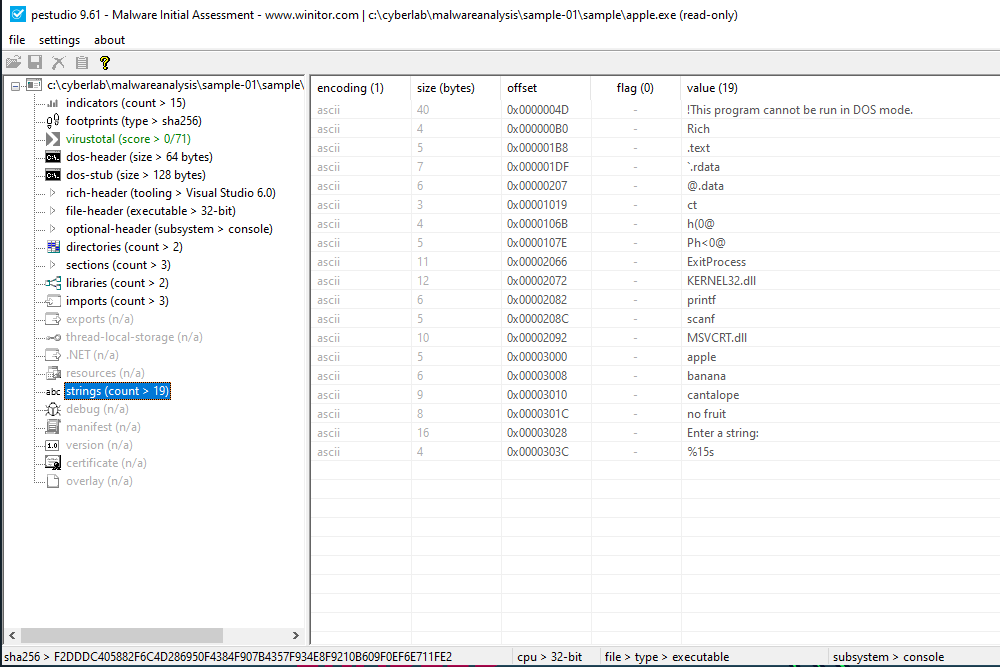 pestudio 9.61 - Malware Initial Assessment - www.winitor.com | c:\cyberlab\malwareanalysis\sample-01\sample\apple.exe (read-only)
file settings about
c:\cyberlab\malwareanalysis\sample-01\sample\
indicators (count > 15)
footprints (type > sha256)
virustotal (score > 0/71)
dos-header (size > 64 bytes)
dos-stub (size > 128 bytes)
rich-header (tooling > Visual Studio 6.0)
file-header (executable > 32-bit)
optional-header (subsystem > console)
directories (count > 2)
sections (count > 3)
libraries (count > 2)
imports (count > 3)
exports (n/a)
thread-local-storage (n/a)
.NET (n/a)
resources (n/a)
abc strings (count > 19)
debug (n/a)
manifest (n/a)
1.0 version (n/a)
certificate (n/a)
overlay (n/a)
encoding (1) size (bytes) offset flag (0) value (19)
ascii 40 0x0000004D - !This program cannot be run in DOS mode.
ascii 4 0x000000B0 - Rich
ascii 5 0x000001B8 - .text
ascii 7 0x000001DF - `.rdata
ascii 6 0x00000207 - @.data
ascii 3 0x00001019 - ct
ascii 4 0x0000106B - h(0@
ascii 5 0x0000107E - Ph<0@
ascii 11 0x00002066 - ExitProcess
ascii 12 0x00002072 - KERNEL32.dll
ascii 6 0x00002082 - printf
ascii 5 0x0000208C - scanf
ascii 10 0x00002092 - MSVCRT.dll
ascii 5 0x00003000 - apple
ascii 6 0x00003008 - banana
ascii 9 0x00003010 - cantalope
ascii 8 0x0000301C - no fruit
ascii 16 0x00003028 - Enter a string:
ascii 4 0x0000303C - %15s
sha256 > F2DDDC405882F6C4D286950F4384F907B4357F934E8F9210B609F0EF6E711FE2 cpu > 32-bit file > type > executable subsystem > console